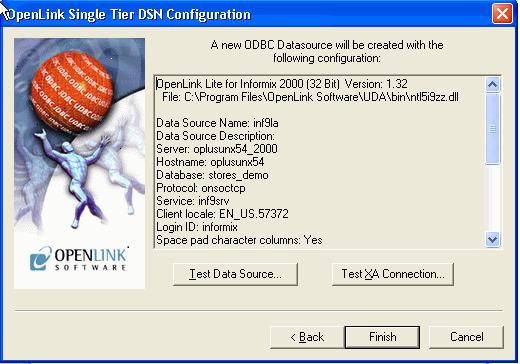 OpenLink Single Tier DSN Configuration
A new ODBC Datasource will be created with the
following configuration:
OpenLink Lite for Informix 2000 (32 Bit) Version: 1.32
File: C:\Program Files\OpenLink Software\UDA\bin\ntl5i9zz.dll
Data Source Name: inf9la
Data Source Description:
Server: oplusunx54_2000
Hostname: oplusunx54
Database: stores_demo
Protocol: onsoctcp
Service: inf9srv
Client locale: EN_US.57372
Login ID: informix
Space pad character columns: Yes
OPENLINK
SOFTWARE
Test Data Source...
Test XA Connection...
< Back
Finish
Cancel